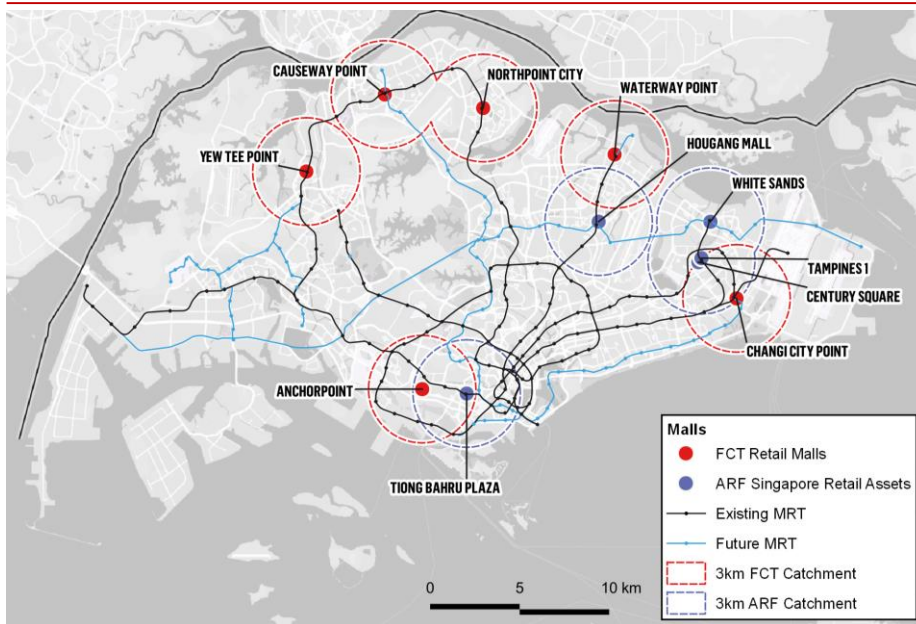 CAUSEWAY POINT
NORTHPOINT CITY
WATERWAY POINT
HOUGANG MALL
YEW TEE POINT
WHITE SANDS
TAMPINES 1
CENTURY SQUARE
CHANGI CITY POINT
ANCHORPOINT
TIONG BAHRU PLAZA
Malls
FCT Retail Malls
ARF Singapore Retail Assets
Existing MRT
Future MRT
3km FCT Catchment
3km ARF Catchment
0 5 10 km